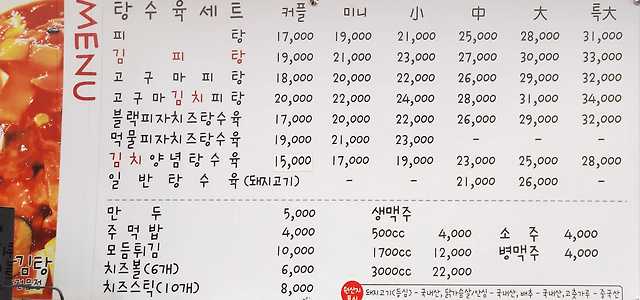 MENU
탕수육세트 커플 미니 小 中 大 특大
피탕 17,000 19,000 21,000 25,000 28,000 31,000
김피탕 19,000 21,000 23,000 27,000 30,000 33,000
고구마피탕 18,000 20,000 22,000 26,000 29,000 32,000
고구마김치피탕 20,000 22,000 24,000 28,000 31,000 34,000
블랙피자치즈탕수육 17,000 20,000 22,000 26,000 29,000 32,000
먹물피자치즈탕수육 19,000 21,000 23,000 - - -
김치양념탕수육 15,000 17,000 19,000 23,000 25,000 28,000
일반탕수육(돼지고기) - - 21,000 26,000 -
만두 5,000 생맥주
주먹밥 4,000 500cc 4,000 소주 4,000
모듬튀김 10,000 1700cc 12,000 병맥주 4,000
치즈볼(6개) 6,000 3000cc 22,000
치즈스틱(10개) 8,000
원산지 돼지고기(등심) - 국내산, 닭가슴살/안심 - 국내산, 배추 - 국내산, 고춧가루 - 중국산
김탕